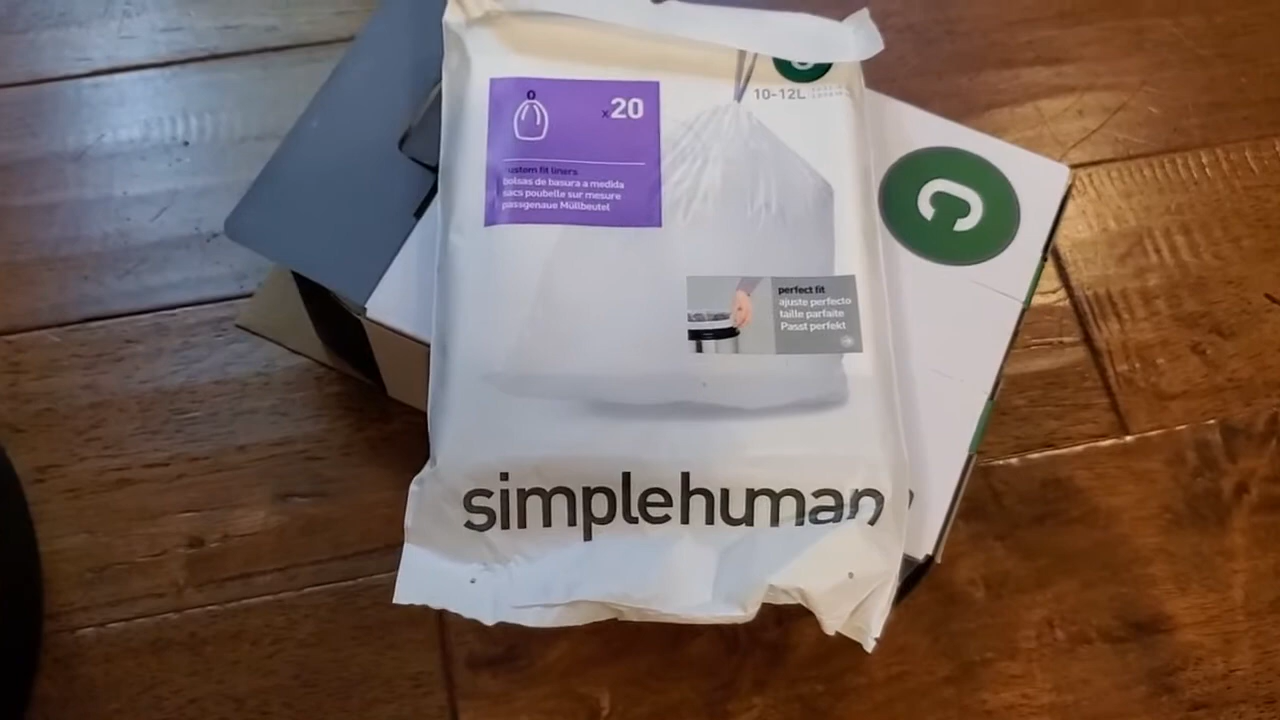 x20
10-12L
custom fit liners
bolsas de basura a medida
sacs poubelle sur mesure
passgenaue Müllbeutel
C
perfect fit
ajuste perfecto
taille parfaite
Passt perfekt
simplehuman